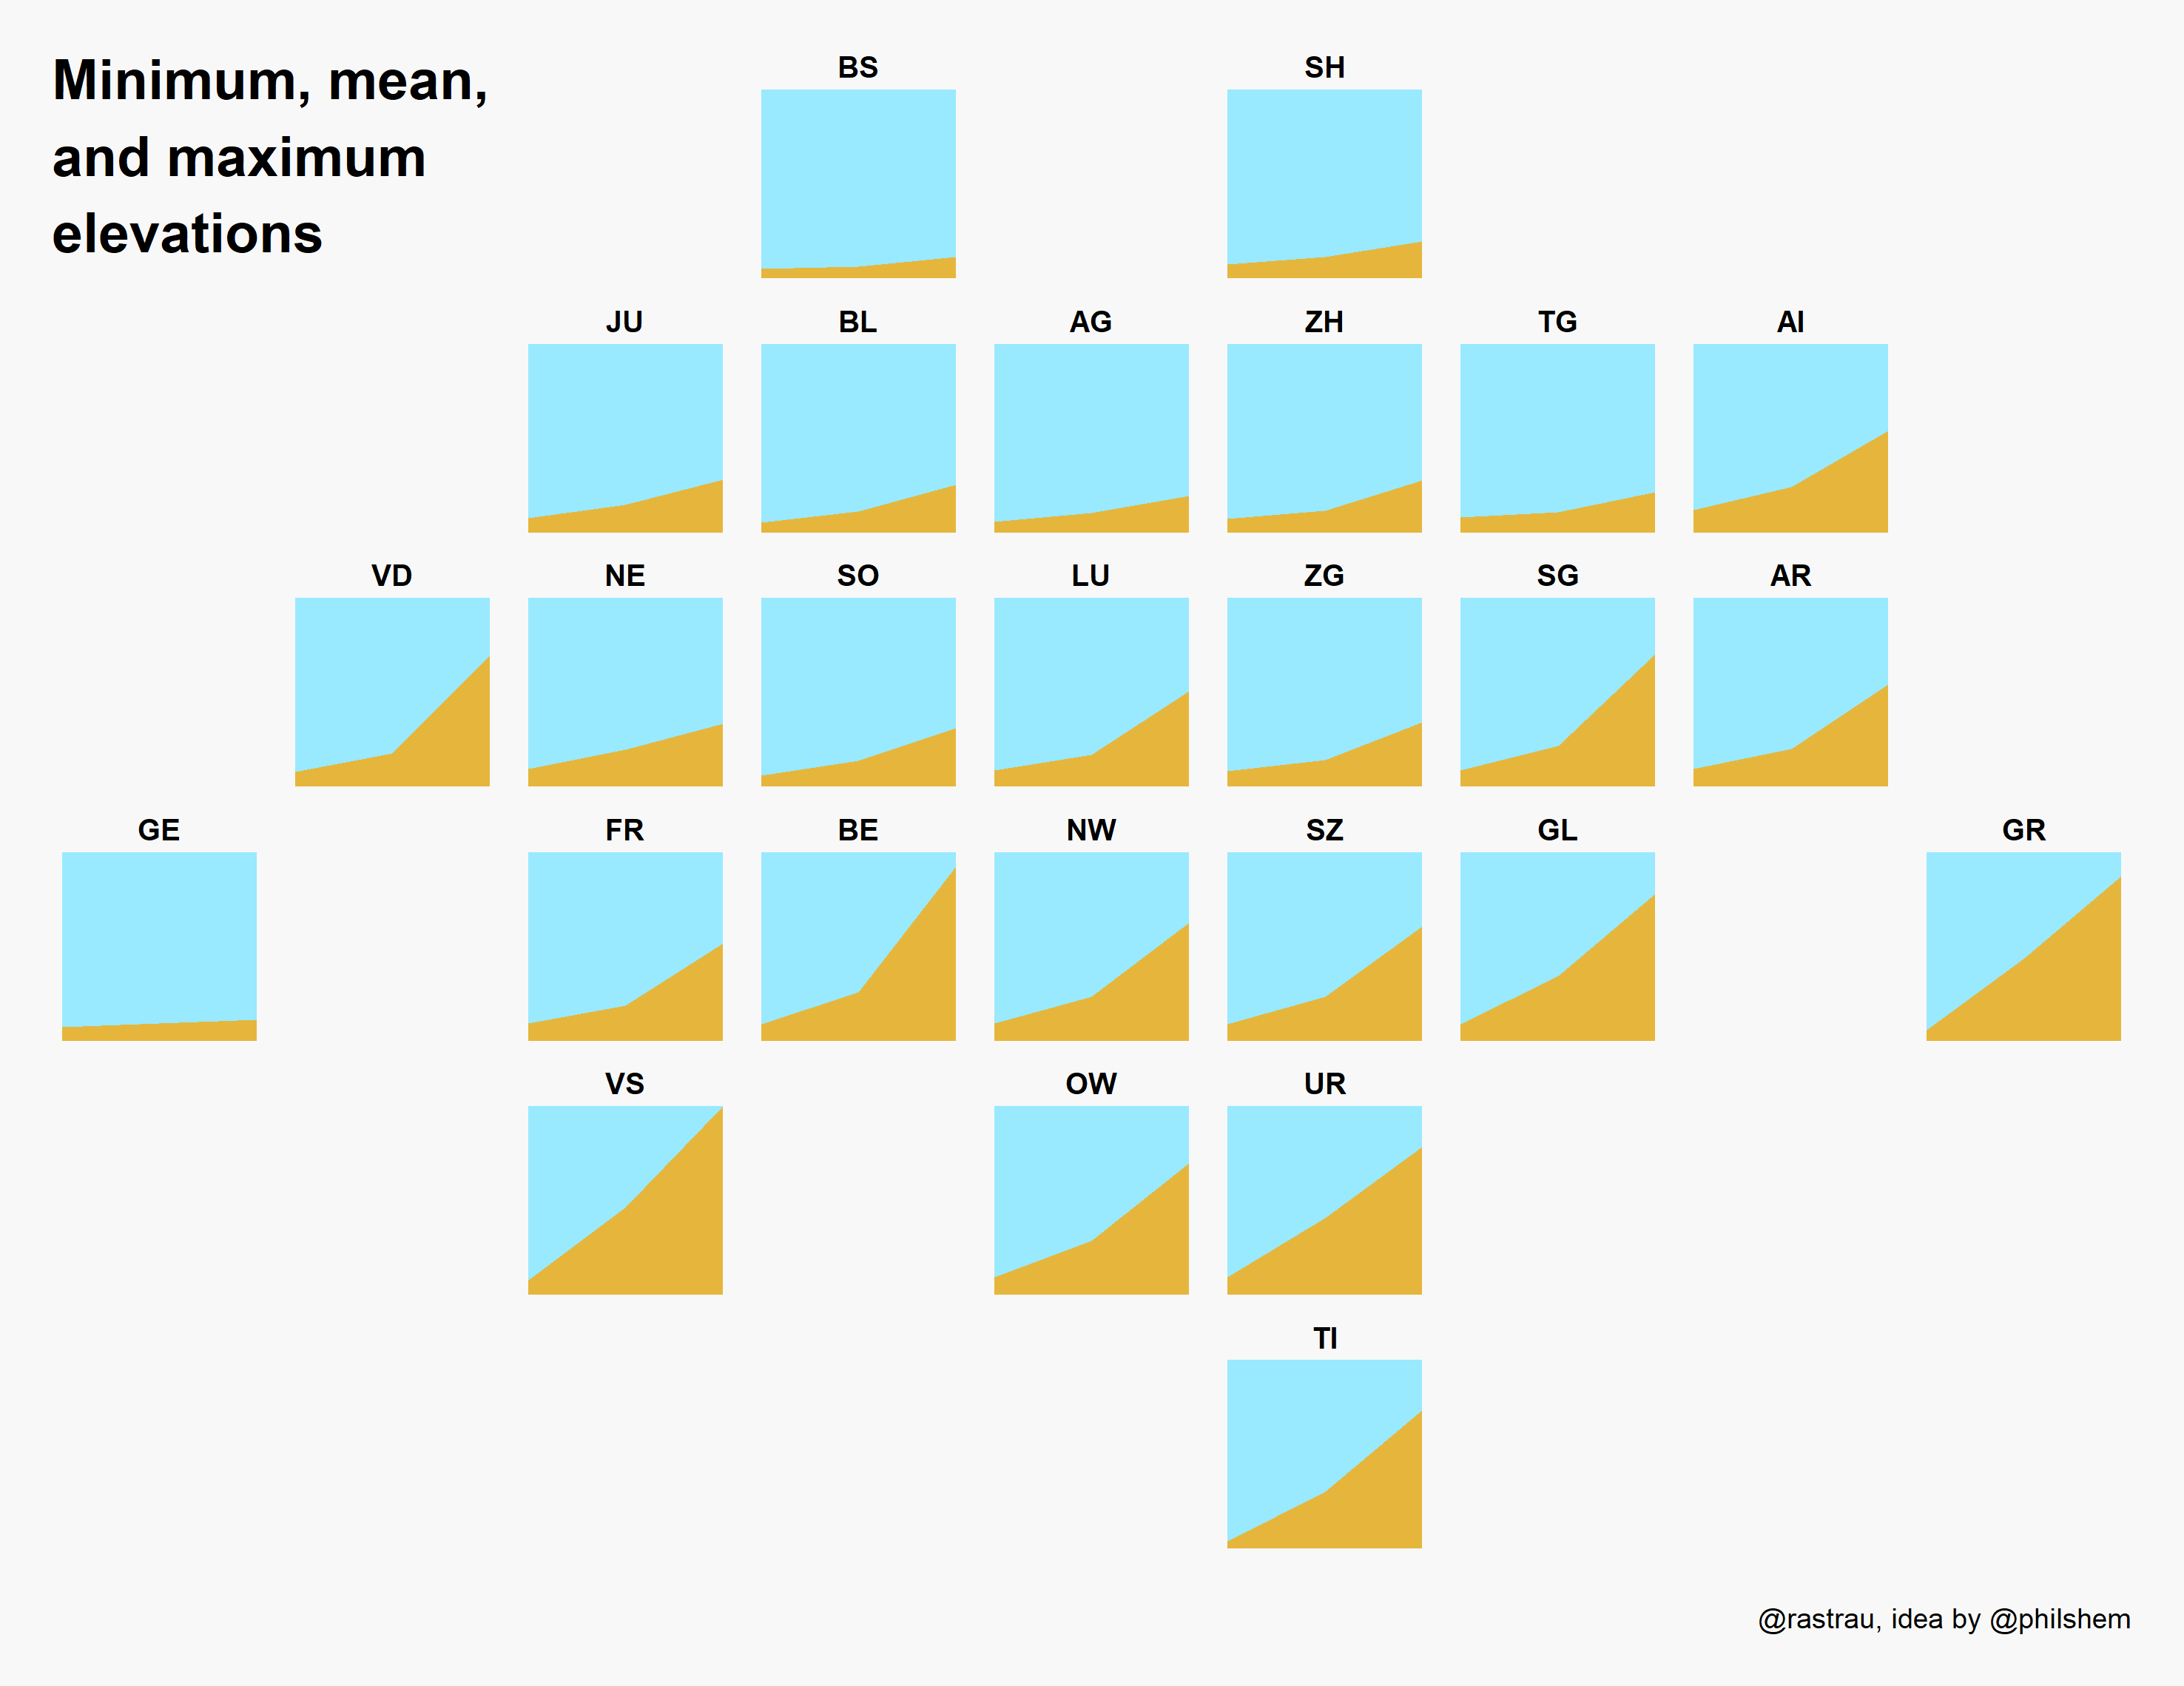 Minimum, mean,
and maximum
elevations
BS
SH
JU
BL
AG
ZH
TG
AI
VD
NE
SO
LU
ZG
SG
AR
GE
FR
BE
NW
SZ
GL
GR
VS
OW
UR
TI
@rastrau, idea by @philshem